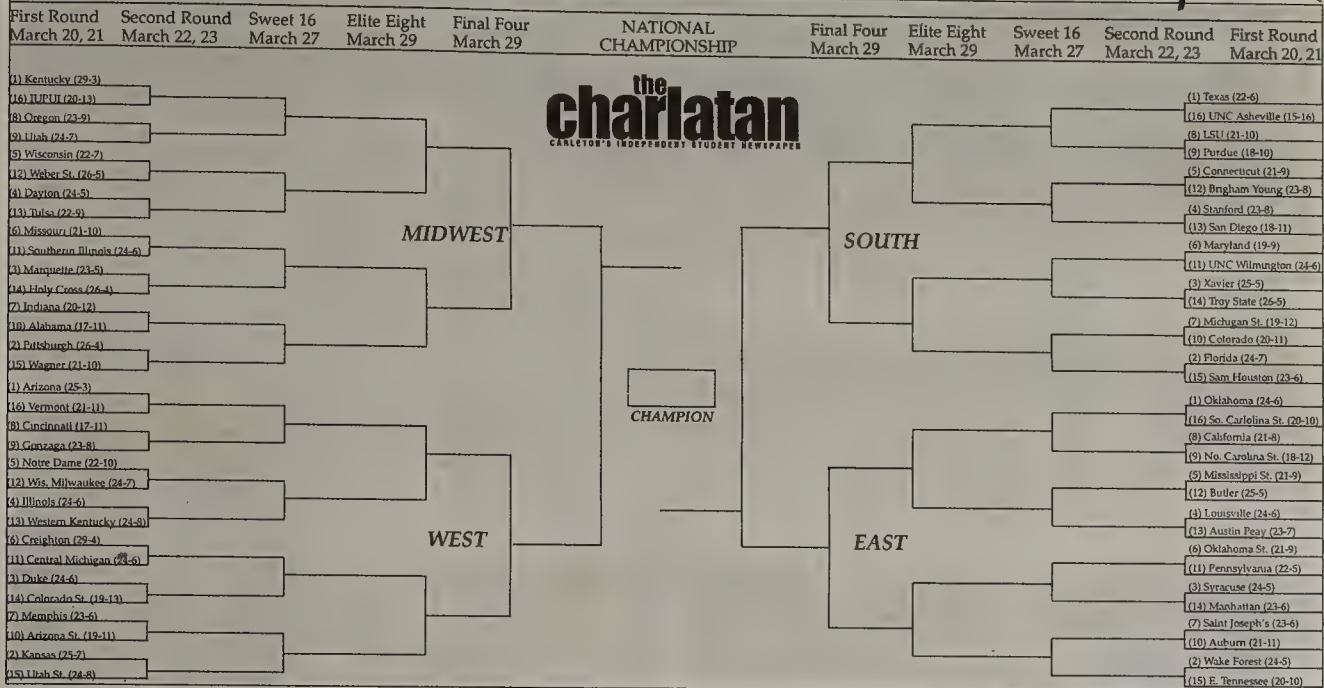 First Round Second Round Sweet 16 Elite Eight Final Four NATIONAL Final Four Elite Eight Sweet 16 Second Round First Round
March 20, 21 March 22, 23 March 27 March 29 March 29 CHAMPIONSHIP March 29 March 29 March 27 March 22, 23 March 20, 21
the
charlatan
CARLETON'S INDEPENDENT STUDENT NEWSPAPER
(1) Kentucky (29-3)
(16) IUPUI (20-13)
(8) Oregon (23-9)
(9) Utah (24-7)
(5) Wisconsin (22-7)
(12) Weber St. (26-5)
(4) Dayton (24-5)
(13) Tulsa (22-9)
(6) Missouri (21-10)
(11) Southern Illinois (24-6)
(3) Marquette (23-5)
(14) Holy Cross (26-4)
(7) Indiana (20-12)
(10) Alabama (17-11)
(2) Pittsburgh (26-4)
(15) Wagner (21-10)
MIDWEST
(1) Arizona (25-3)
(16) Vermont (21-11)
(8) Cincinnati (17-11)
(9) Gonzaga (23-8)
(5) Notre Dame (22-10)
(12) Wis. Milwaukee (24-7)
(4) Illinois (24-6)
(13) Western Kentucky (24-8)
(6) Creighton (29-4)
(11) Central Michigan
(3) Duke (24-6)
(14) Colorado St. (19-13)
(7) Memphis (23-6)
(10) Arizona St. (19-11)
(2) Kansas (25-7)
(15) Utah St. (24-8)
WEST
CHAMPION
(1) Texas (22-6)
(16) UNC Asheville (15-16)
(8) LSU (21-10)
(9) Purdue (18-10)
(5) Connecticut (21-9)
(12) Brigham Young (23-8)
(4) Stanford (23-8)
(13) San Diego (18-11)
(6) Maryland (19-9)
(11) UNC Wilmington (24-6)
(3) Xavier (25-5)
(14) Troy State (26-5)
(7) Michigan St. (19-12)
(10) Colorado (20-11)
(2) Florida (24-7)
(15) Sam Houston (23-6)
SOUTH
(1) Oklahoma (24-6)
(16) So. Carlolina St. (20-10)
(8) California (21-8)
(9) No. Carolina St. (18-12)
(5) Mississippi St. (21-9)
(12) Butler (25-5)
(4) Louisville (24-6)
(13) Austin Peay (23-7)
(6) Oklahoma St. (21-9)
(11) Pennsylvania (22-5)
(3) Syracuse (24-5)
(14) Manhattan (23-6)
(7) Saint Joseph's (23-6)
(10) Auburn (21-11)
(2) Wake Forest (24-5)
(15) E. Tennessee (20-10)
EAST